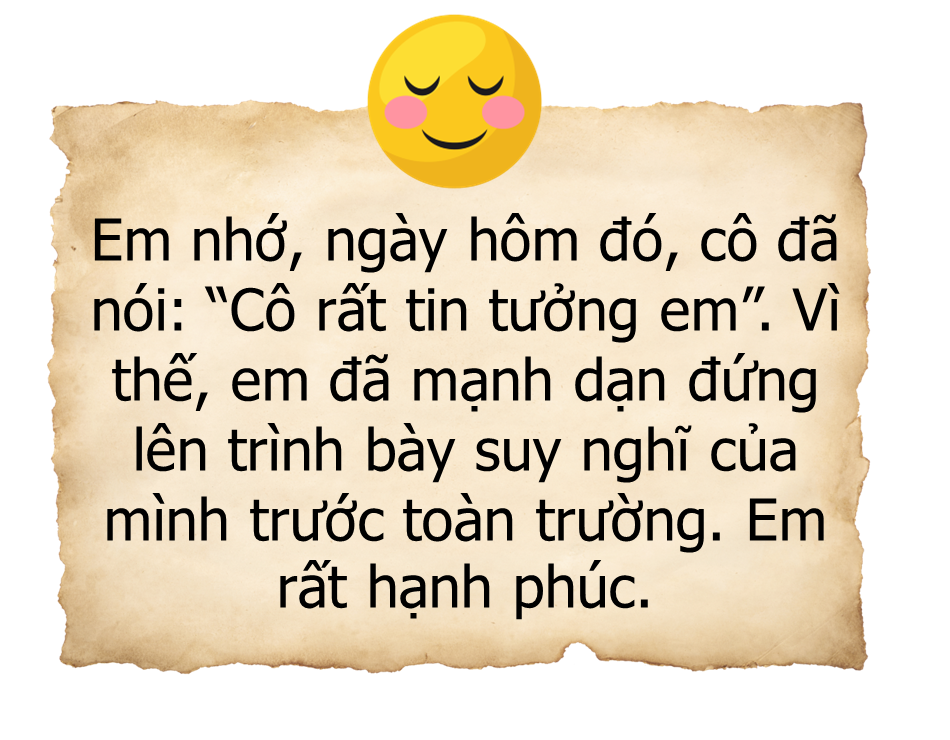 Em nhớ, ngày hôm đó, cô đã
nói: “Cô rất tin tưởng em”. Vì
thế, em đã mạnh dạn đứng
lên trình bày suy nghĩ của
mình trước toàn trường. Em
rất hạnh phúc.